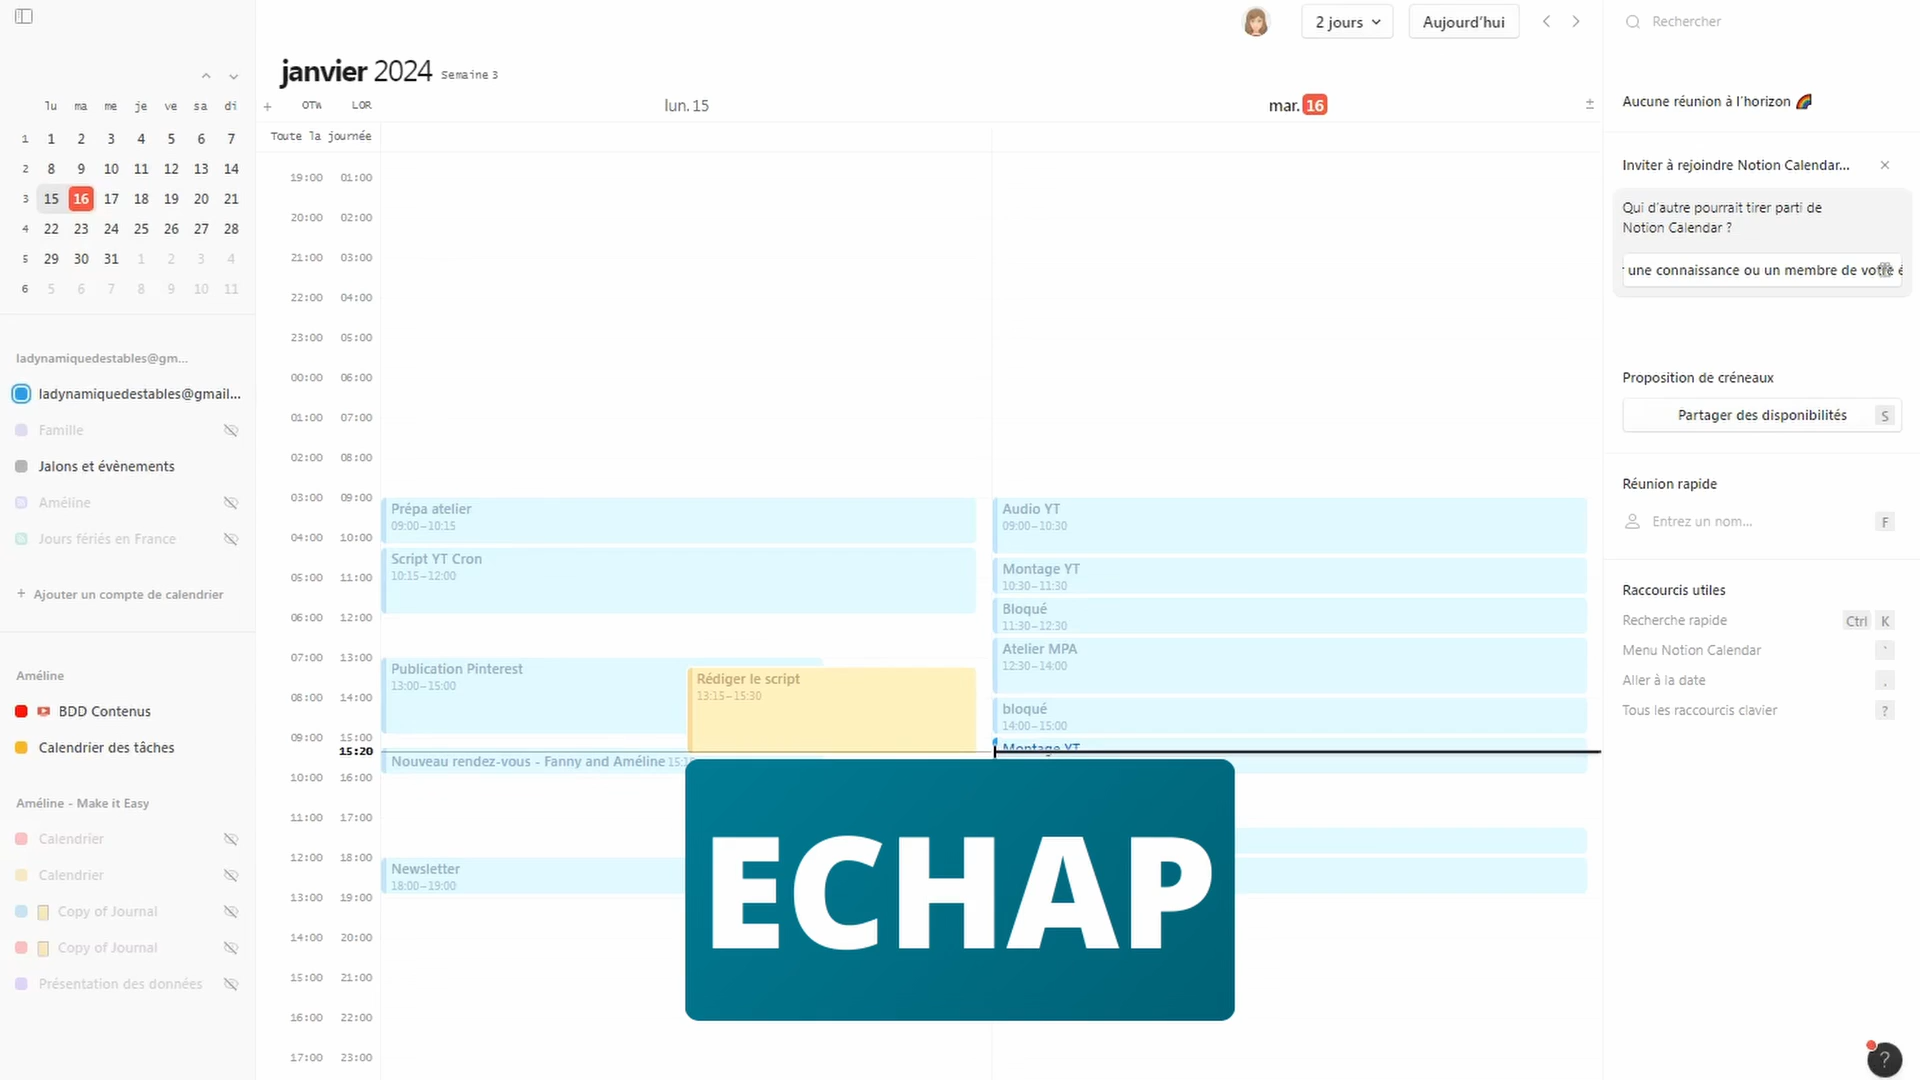 janvier 2024 Semaine 3
2 jours
Aujourd'hui
Rechercher
lu ma me je ve sa di
1 1 2 3 4 5 6 7
2 8 9 10 11 12 13 14
3 15 16 17 18 19 20 21
4 22 23 24 25 26 27 28
5 29 30 31 1 2 3 4
6 5 6 7 8 9 10 11
ladynamiquedestables@gm...
ladynamiquedestables@gmail...
Famille
Jalons et évènements
Améline
Jours fériés en France
+ Ajouter un compte de calendrier
Améline
BDD Contenus
Calendrier des tâches
Améline - Make it Easy
Calendrier
Calendrier
Copy of Journal
Copy of Journal
Présentation des données
+ OTW LOR
lun. 15
mar. 16
Toute la journée
19:00 01:00
20:00 02:00
21:00 03:00
22:00 04:00
23:00 05:00
00:00 06:00
01:00 07:00
02:00 08:00
03:00 09:00
04:00 10:00
05:00 11:00
06:00 12:00
07:00 13:00
08:00 14:00
09:00 15:00
15:20
10:00 16:00
11:00 17:00
12:00 18:00
13:00 19:00
14:00 20:00
15:00 21:00
16:00 22:00
17:00 23:00
Prépa atelier
09:00–10:15
Script YT Cron
10:15–12:00
Publication Pinterest
13:00–15:00
Rédiger le script
13:15–15:30
Nouveau rendez-vous - Fanny and Améline
Newsletter
18:00–19:00
Audio YT
09:00–10:30
Montage YT
10:30–11:30
Bloqué
11:30–12:30
Atelier MPA
12:30–14:00
bloqué
14:00–15:00
Montage YT
ECHAP
Aucune réunion à l'horizon
Inviter à rejoindre Notion Calendar...
Qui d'autre pourrait tirer parti de
Notion Calendar ?
une connaissance ou un membre de votre é
Proposition de créneaux
Partager des disponibilités S
Réunion rapide
Entrez un nom... F
Raccourcis utiles
Recherche rapide Ctrl K
Menu Notion Calendar `
Aller à la date .
Tous les raccourcis clavier ?
?